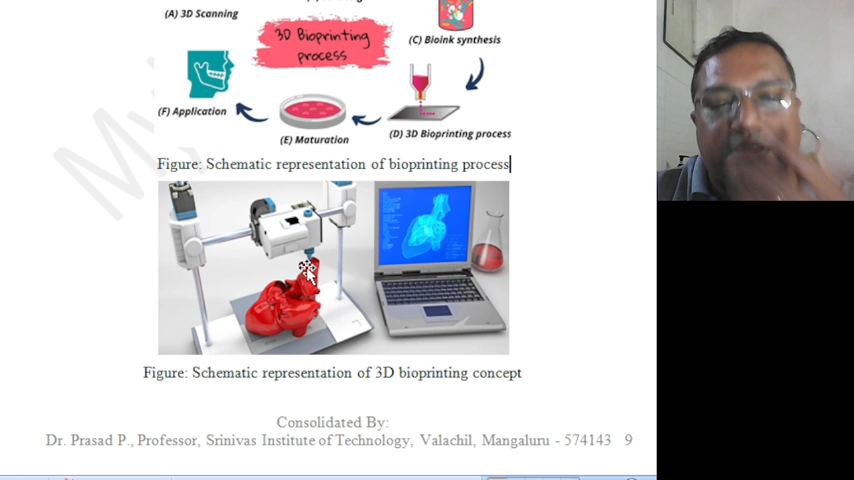 (A) 3D Scanning
3D Bioprinting
process
(C) Bioink synthesis
(F) Application
(E) Maturation
(D) 3D Bioprinting process
Figure: Schematic representation of bioprinting process
Figure: Schematic representation of 3D bioprinting concept
Consolidated By:
Dr. Prasad P., Professor, Srinivas Institute of Technology, Valachil, Mangaluru - 574143 9